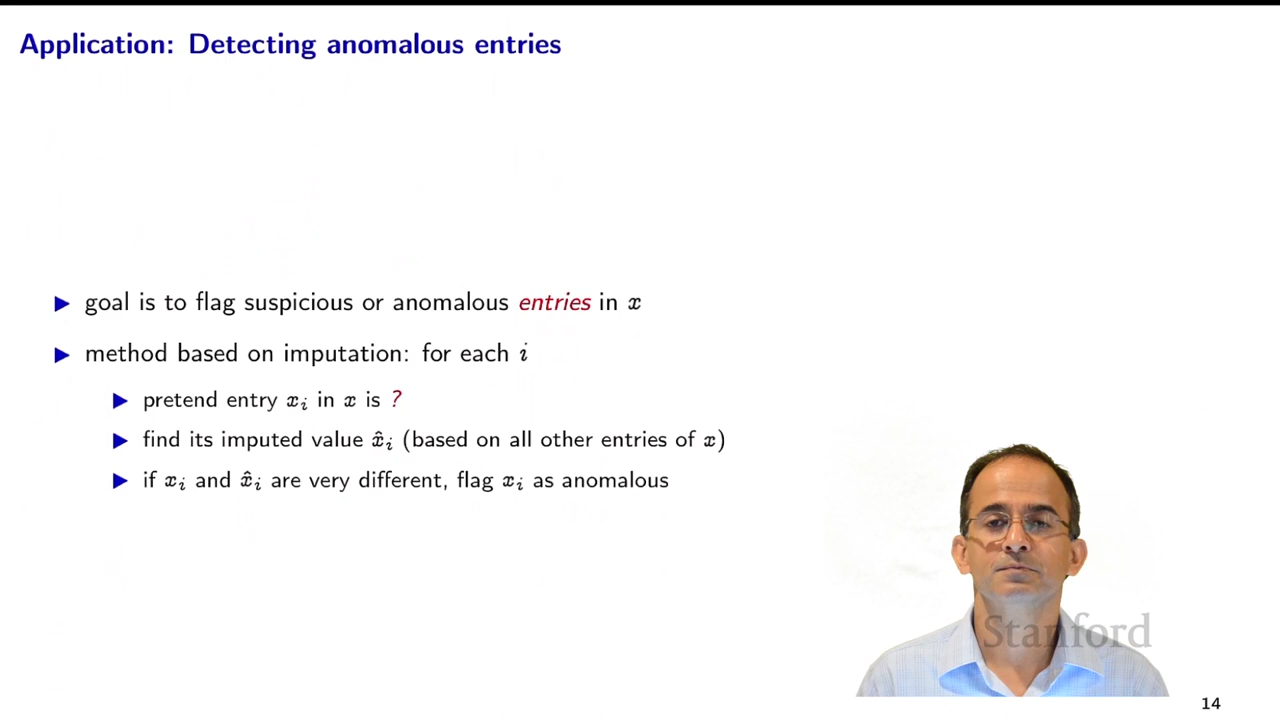 Application: Detecting anomalous entries
▶ goal is to flag suspicious or anomalous entries in x
▶ method based on imputation: for each i
▶ pretend entry xᵢ in x is ?
▶ find its imputed value x̂ᵢ (based on all other entries of x)
▶ if xᵢ and x̂ᵢ are very different, flag xᵢ as anomalous
Stanford
14